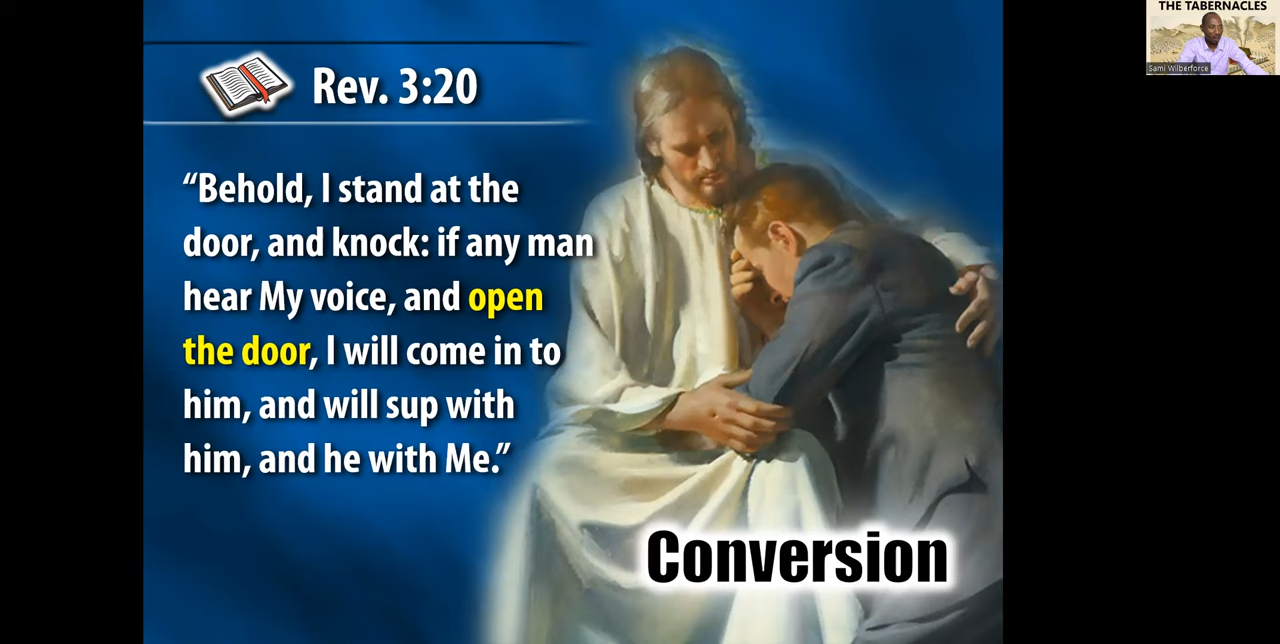 Rev. 3:20
“Behold, I stand at the
door, and knock: if any man
hear My voice, and open
the door, I will come in to
him, and will sup with
him, and he with Me.”
Conversion
THE TABERNACLES
Sami Wilberforce